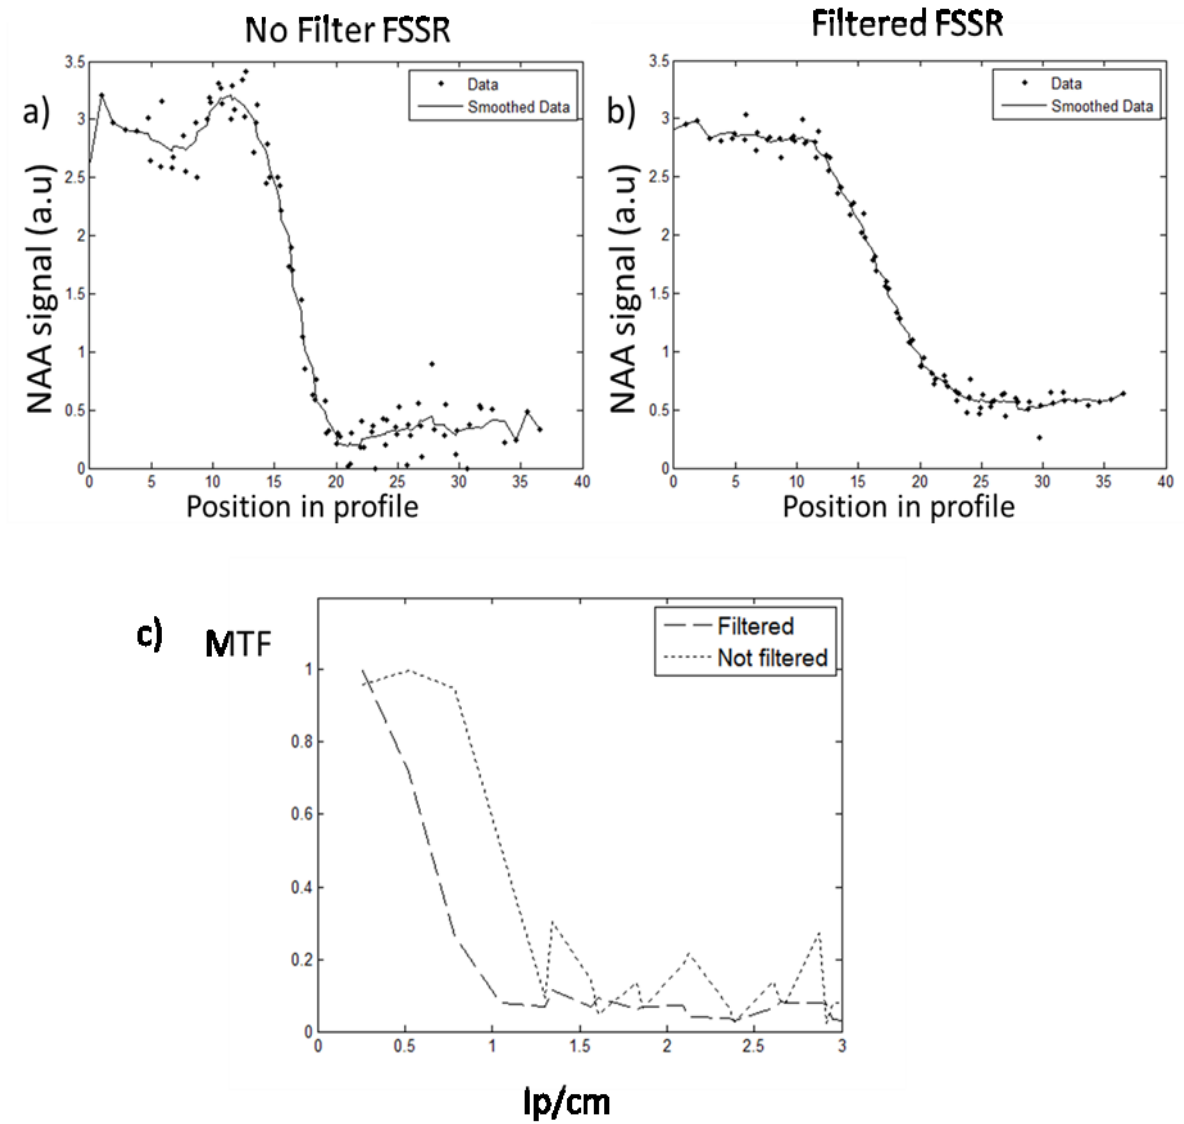 No Filter FSSR
Filtered FSSR
a)
NAA signal (a.u)
3.5
3
2.5
2
1.5
1
0.5
0
Data
Smoothed Data
0 5 10 15 20 25 30 35 40
Position in profile
b)
NAA signal (a.u)
3.5
3
2.5
2
1.5
1
0.5
0
Data
Smoothed Data
0 5 10 15 20 25 30 35 40
Position in profile
c)
MTF
Filtered
Not filtered
1
0.8
0.6
0.4
0.2
0
0 0.5 1 1.5 2 2.5 3
lp/cm